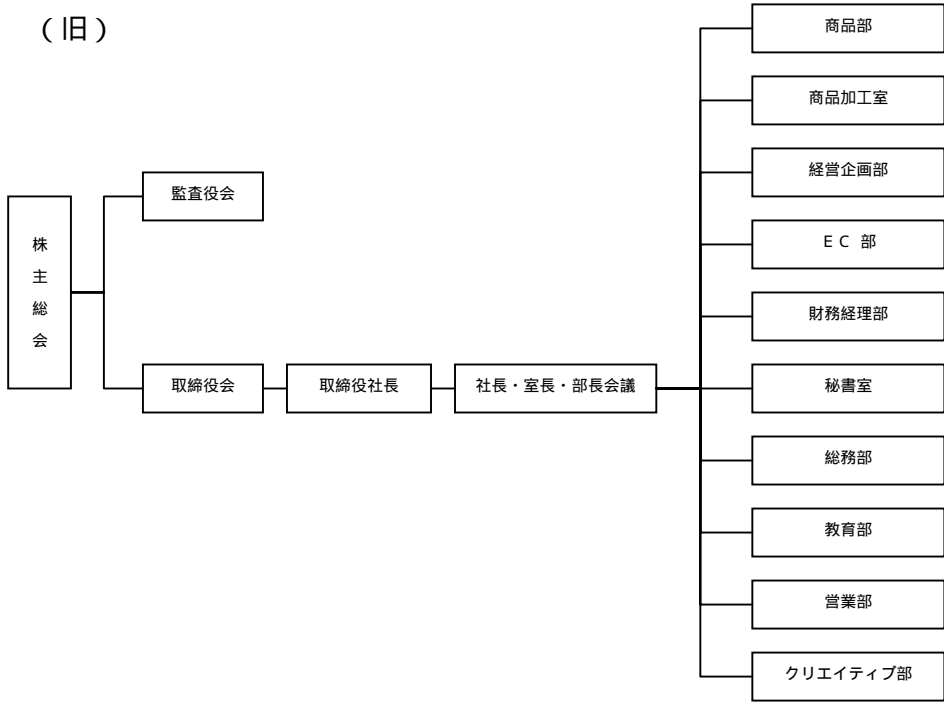 （旧）
株主総会
監査役会
取締役会
取締役社長
社長・室長・部長会議
商品部
商品加工室
経営企画部
ＥＣ 部
財務経理部
秘書室
総務部
教育部
営業部
クリエイティブ部